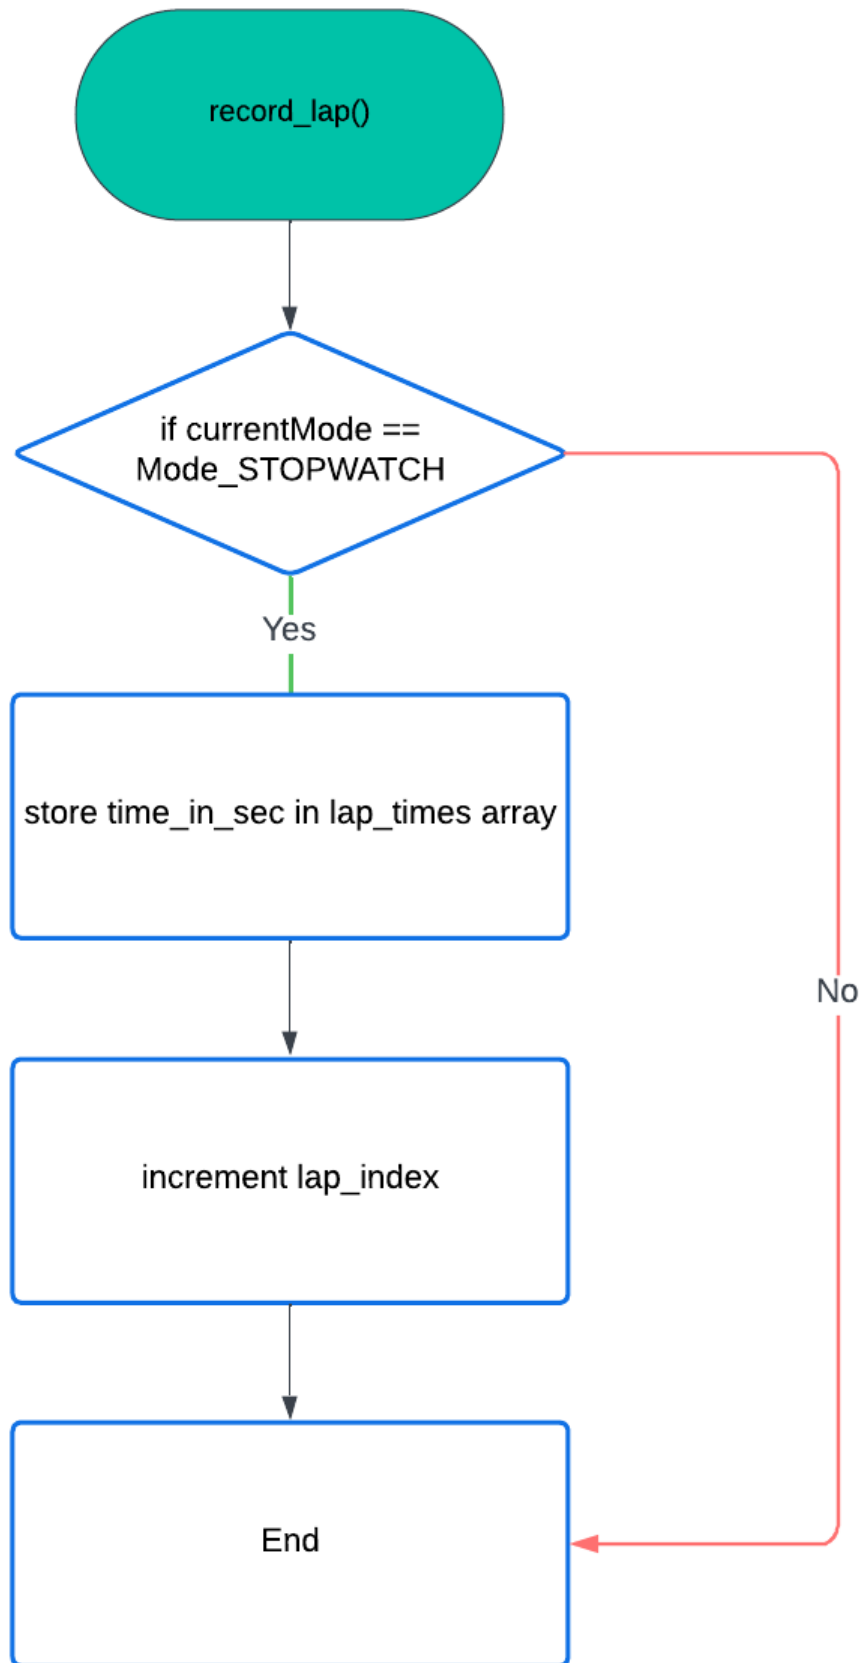 record_lap()
if currentMode ==
Mode_STOPWATCH
Yes
store time_in_sec in lap_times array
No
increment lap_index
End